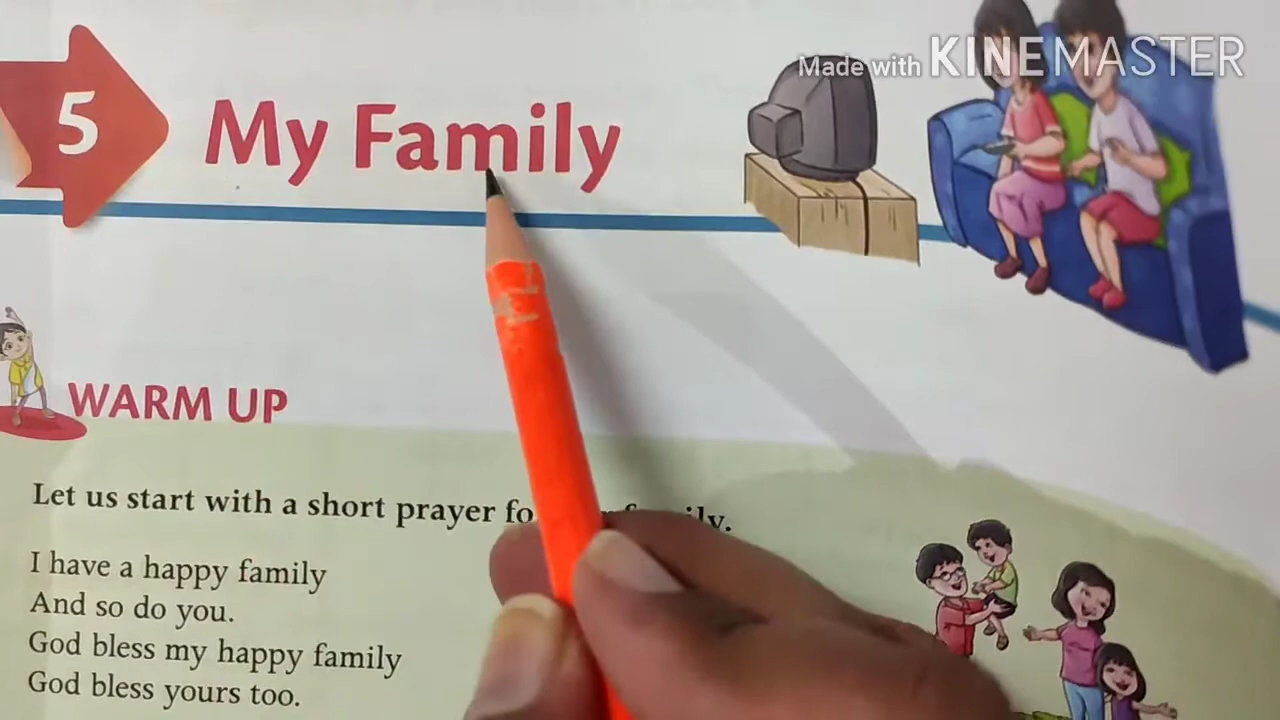 Made with KINEMASTER
5 My Family
WARM UP
Let us start with a short prayer family.
I have a happy family
And so do you.
God bless my happy family
God bless yours too.